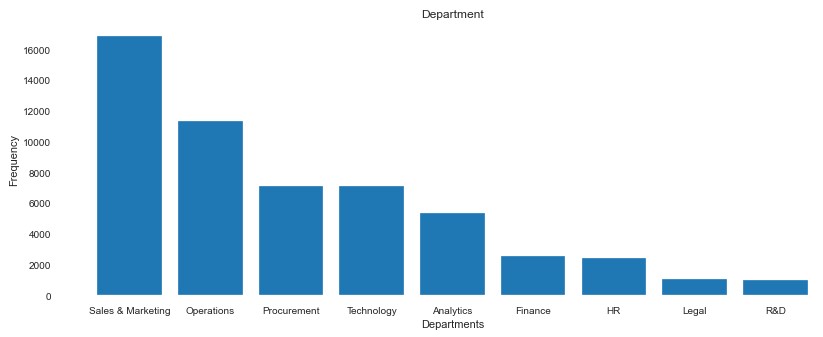 Department
16000
14000
12000
10000
8000
6000
4000
2000
0
Frequency
Sales & Marketing Operations Procurement Technology Analytics Finance HR Legal R&D
Departments